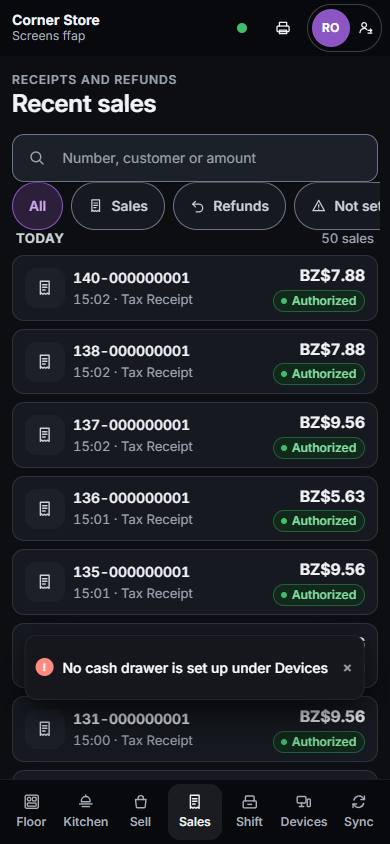 Corner Store
Screens ffap
RO
RECEIPTS AND REFUNDS
Recent sales
Number, customer or amount
All
Sales
Refunds
Not set
TODAY
50 sales
140-000000001
BZ$7.88
15:02 · Tax Receipt
Authorized
138-000000001
BZ$7.88
15:02 · Tax Receipt
Authorized
137-000000001
BZ$9.56
15:02 · Tax Receipt
Authorized
136-000000001
BZ$5.63
15:01 · Tax Receipt
Authorized
135-000000001
BZ$9.56
15:01 · Tax Receipt
Authorized
No cash drawer is set up under Devices
131-000000001
BZ$9.56
15:00 · Tax Receipt
Authorized
Floor
Kitchen
Sell
Sales
Shift
Devices
Sync